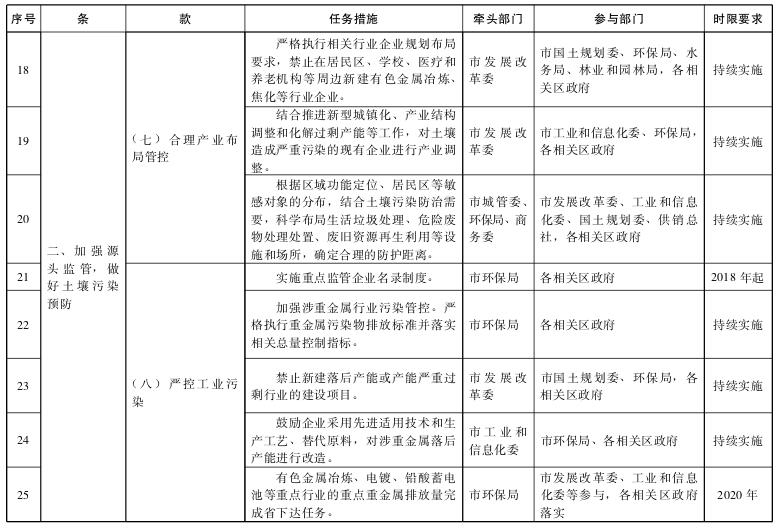 序号 条 款 任务措施 牵头部门 参与部门 时限要求
二、加强源
头监管，做
好土壤污染
预防
（七）合理产业布
局管控
18
严格执行相关行业企业规划布局
要求，禁止在居民区、学校、医疗和
养老机构等周边新建有色金属冶炼、
焦化等行业企业。
市发展改
革委
市国土规划委、环保局、水
务局、林业和园林局，各相
关区政府
持续实施
19
结合推进新型城镇化、产业结构
调整和化解过剩产能等工作，对土壤
造成严重污染的现有企业进行产业调
整。
市发展改
革委
市工业和信息化委、环保局，
各相关区政府
持续实施
20
根据区域功能定位、居民区等敏
感对象的分布，结合土壤污染防治需
要，科学布局生活垃圾处理、危险废
物处理处置、废旧资源再生利用等设
施和场所，确定合理的防护距离。
市城管委、
环保局、商
务委
市发展改革委、工业和信息
化委、国土规划委、供销总
社，各相关区政府
持续实施
（八）严控工业污
染
21
实施重点监管企业名录制度。
市环保局
各相关区政府
2018 年起
22
加强涉重金属行业污染管控。严
格执行重金属污染物排放标准并落实
相关总量控制指标。
市环保局
各相关区政府
持续实施
23
禁止新建落后产能或产能严重过
剩行业的建设项目。
市发展改
革委
市国土规划委、环保局，各
相关区政府
持续实施
24
鼓励企业采用先进适用技术和生
产工艺、替代原料，对涉重金属落后
产能进行改造。
市工业和
信息化委
市环保局、各相关区政府
持续实施
25
有色金属冶炼、电镀、铅酸蓄电
池等重点行业的重点重金属排放量完
成省下达任务。
市环保局
市发展改革委、工业和信息
化委等参与，各相关区政府
落实
2020 年